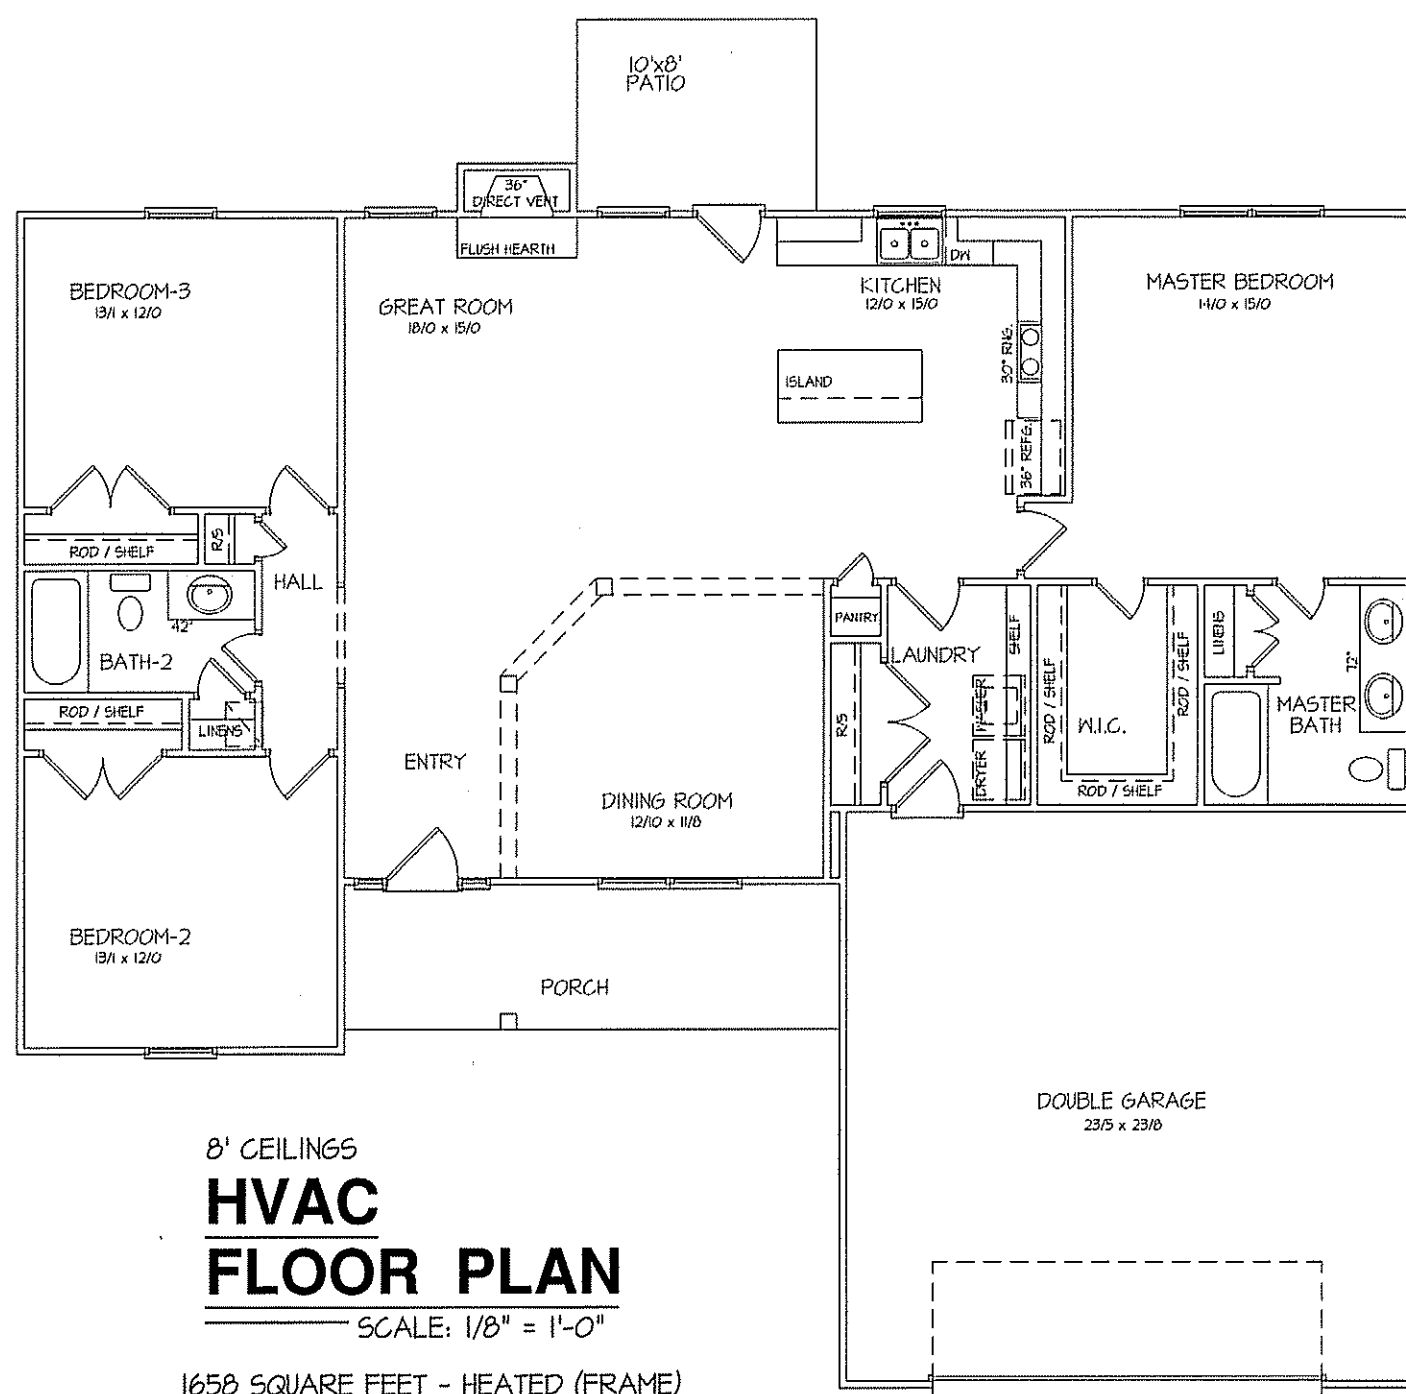 10'x8'
PATIO
36"
DIRECT VENT
FLUSH HEARTH
BEDROOM-3
13/1 x 12/0
GREAT ROOM
18/0 x 15/0
DW
KITCHEN
12/0 x 15/0
MASTER BEDROOM
14/0 x 15/0
30" RNG.
ISLAND
36" REFG.
ROD / SHELF
R/S
HALL
42"
BATH-2
ROD / SHELF
LINENS
PANTRY
LAUNDRY
SHELF
R/S
WASHER
DRYER
ROD / SHELF
W.I.C.
ROD / SHELF
ROD / SHELF
LINENS
72"
MASTER
BATH
ENTRY
DINING ROOM
12/10 x 11/8
BEDROOM-2
13/1 x 12/0
PORCH
DOUBLE GARAGE
23/5 x 23/8
8' CEILINGS
HVAC
FLOOR PLAN
SCALE: 1/8" = 1'-0"
1658 SQUARE FEET - HEATED (FRAME)